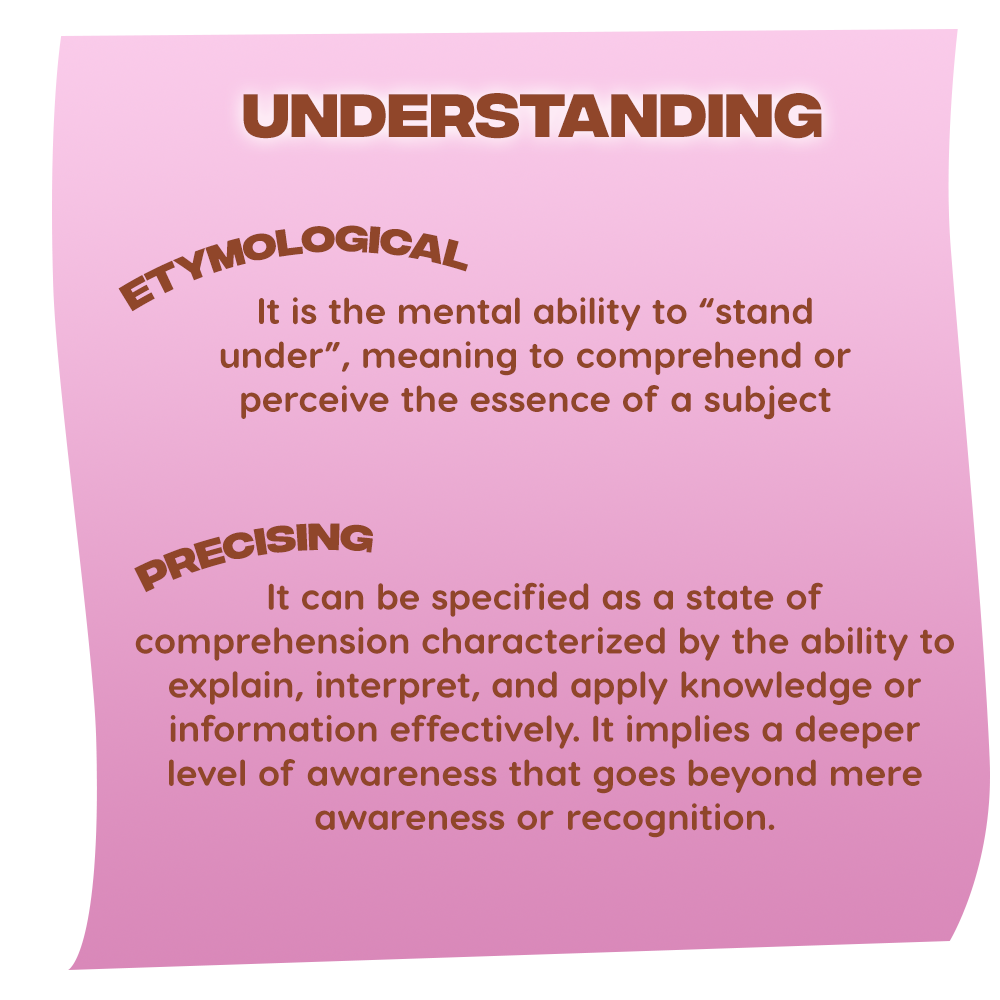 UNDERSTANDING
ETYMOLOGICAL
It is the mental ability to “stand
under”, meaning to comprehend or
perceive the essence of a subject
PRECISING
It can be specified as a state of
comprehension characterized by the ability to
explain, interpret, and apply knowledge or
information effectively. It implies a deeper
level of awareness that goes beyond mere
awareness or recognition.